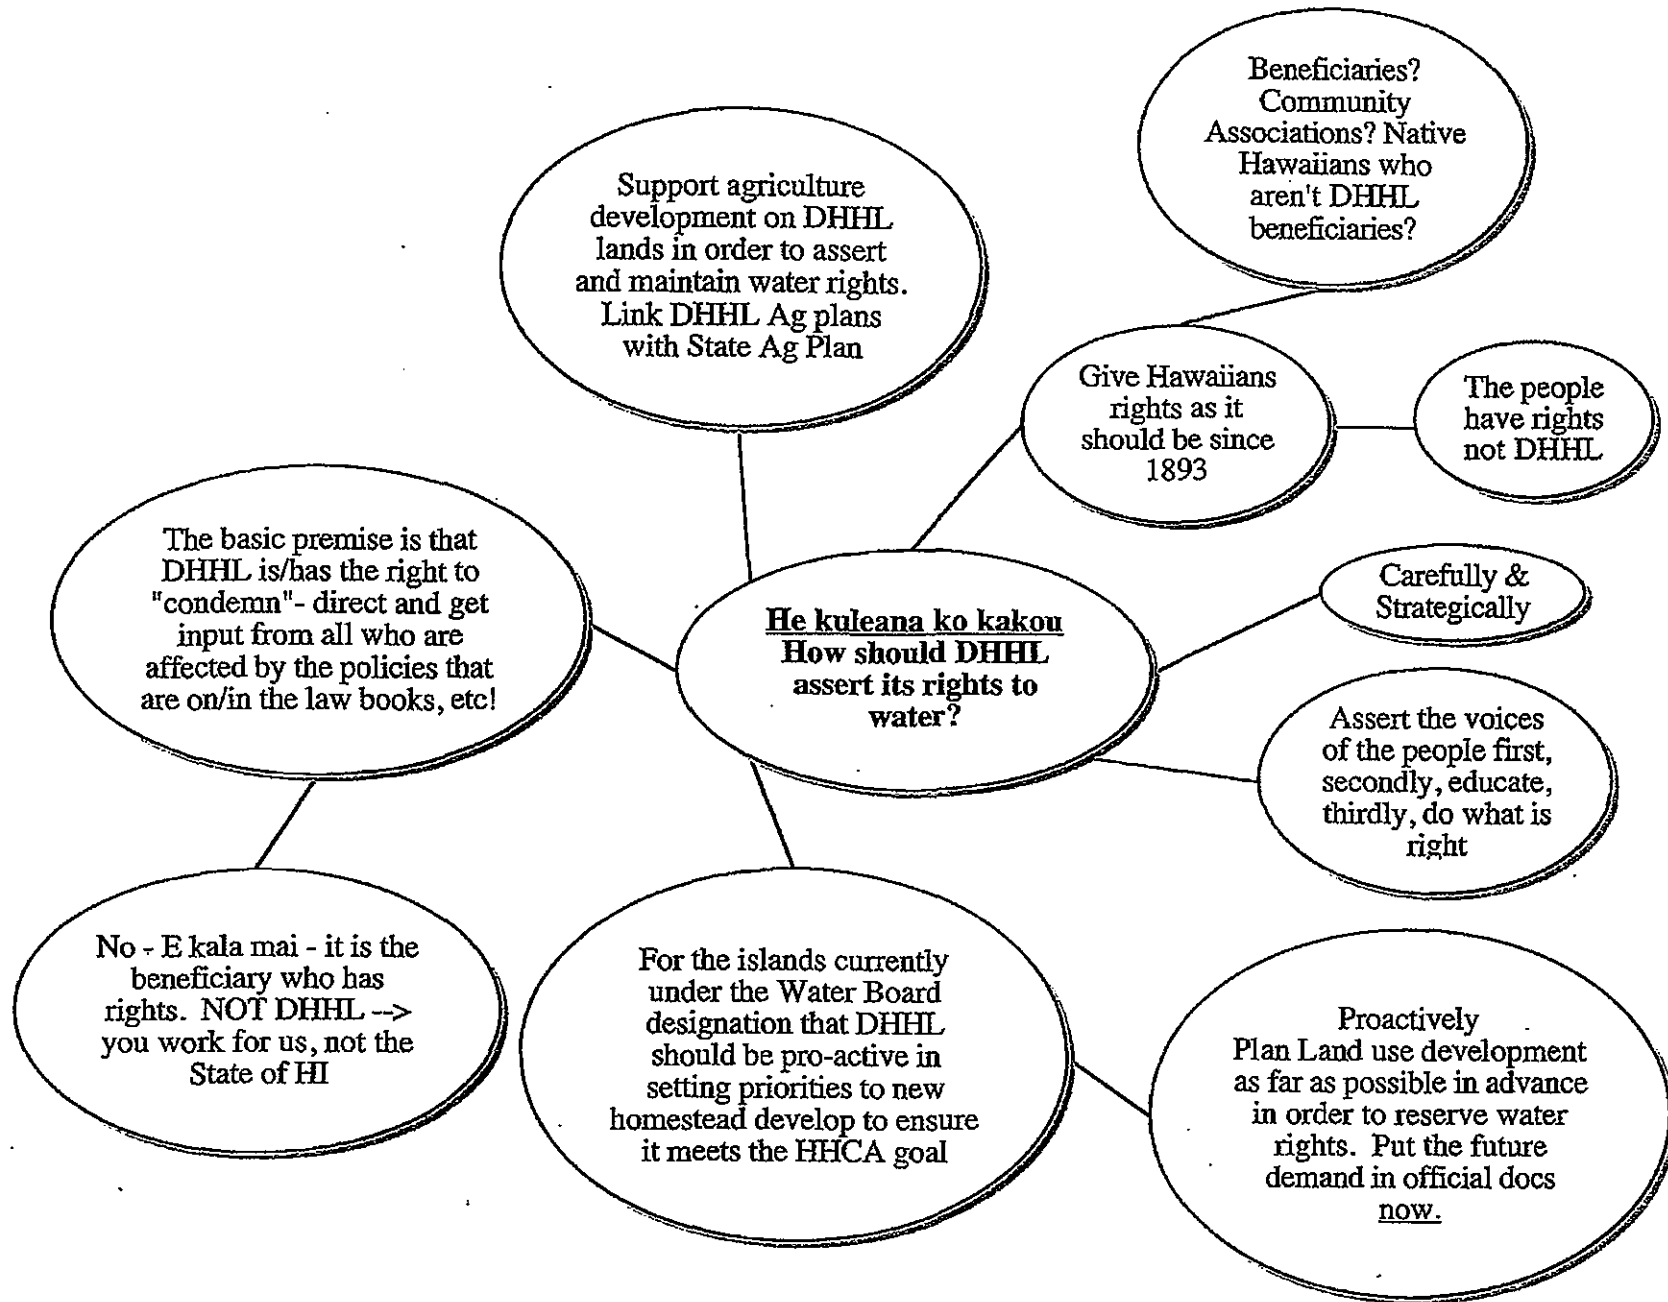 Beneficiaries?
Community
Associations? Native
Hawaiians who
aren't DHHL
beneficiaries?
Support agriculture
development on DHHL
lands in order to assert
and maintain water rights.
Link DHHL Ag plans
with State Ag Plan
Give Hawaiians
rights as it
should be since
1893
The people
have rights
not DHHL
The basic premise is that
DHHL is/has the right to
"condemn"- direct and get
input from all who are
affected by the policies that
are on/in the law books, etc!
He kuleana ko kakou
How should DHHL
assert its rights to
water?
Carefully &
Strategically
Assert the voices
of the people first,
secondly, educate,
thirdly, do what is
right
No - E kala mai - it is the
beneficiary who has
rights. NOT DHHL -->
you work for us, not the
State of HI
For the islands currently
under the Water Board
designation that DHHL
should be pro-active in
setting priorities to new
homestead develop to ensure
it meets the HHCA goal
Proactively
Plan Land use development
as far as possible in advance
in order to reserve water
rights. Put the future
demand in official docs
now.